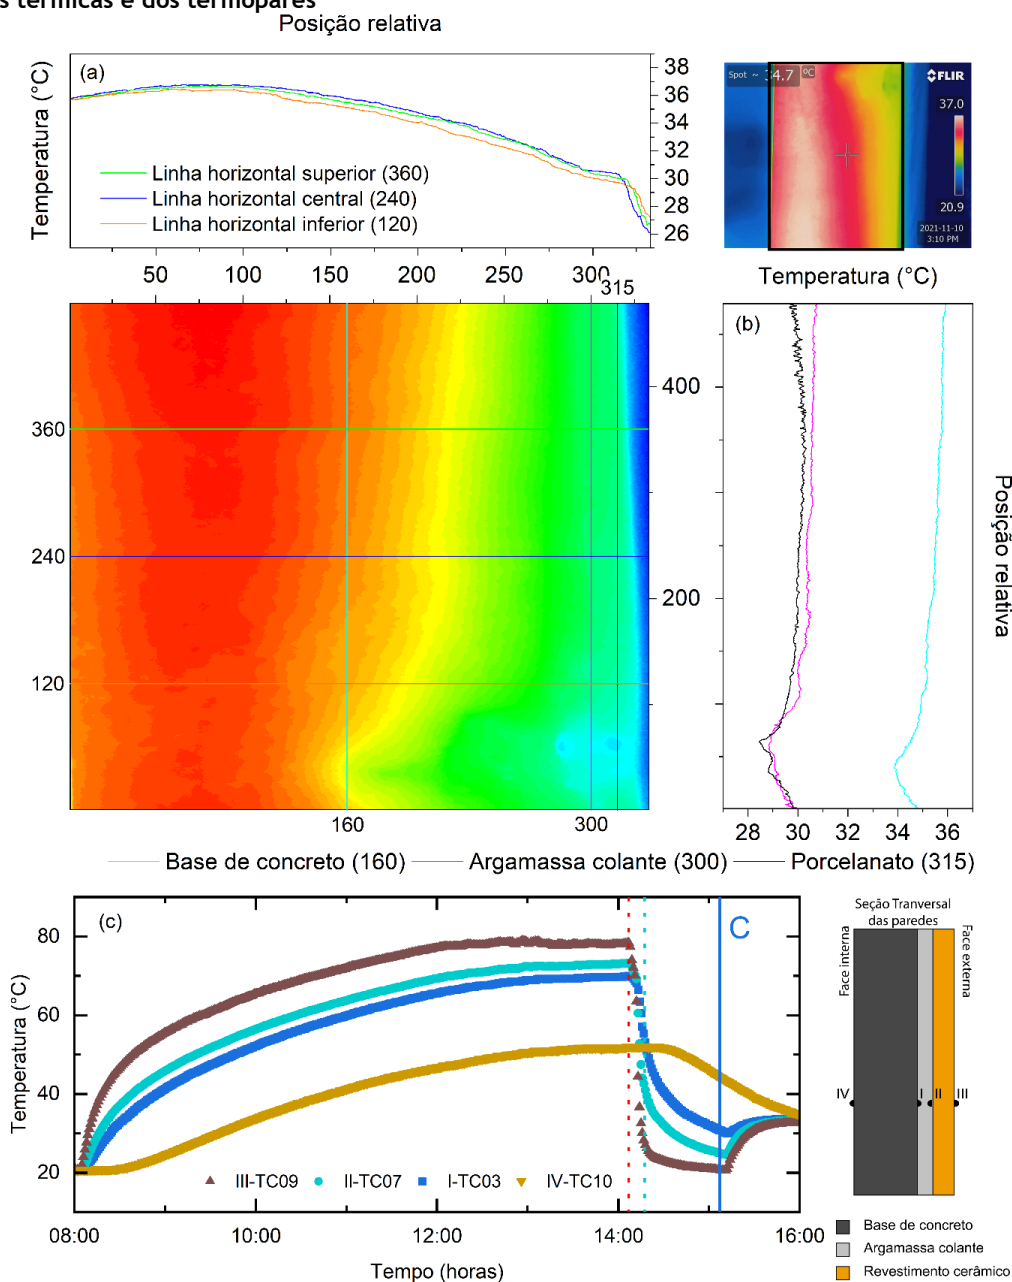 s térmicas e dos termopares
Posição relativa
Temperatura (°C)
(a)
38
36
34
32
30
28
26
Linha horizontal superior (360)
Linha horizontal central (240)
Linha horizontal inferior (120)
50
100
150
200
250
300
315
Spot ~ 34.7 ºC
FLIR
37.0
20.9
2021-11-10
3:10 PM
Temperatura (°C)
(b)
360
240
120
400
200
Posição relativa
160
300
28
30
32
34
36
Base de concreto (160)
Argamassa colante (300)
Porcelanato (315)
(c)
C
Temperatura (°C)
80
60
40
20
III-TC09
II-TC07
I-TC03
IV-TC10
08:00
10:00
12:00
14:00
16:00
Tempo (horas)
Seção Tranversal
das paredes
Face interna
Face externa
IV
I
II
III
Base de concreto
Argamassa colante
Revestimento cerâmico